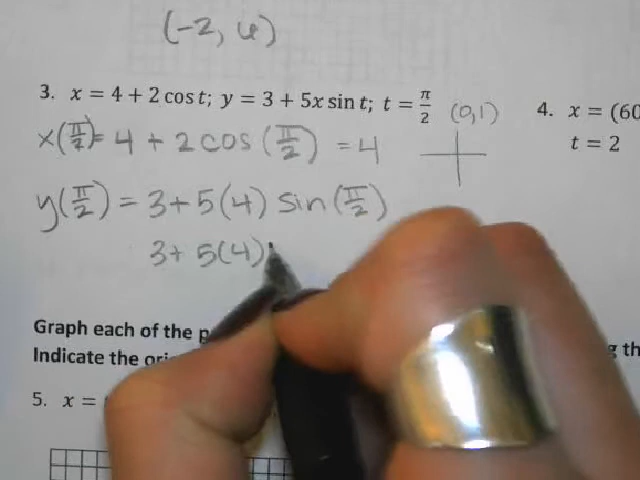 (-2, 4)
3. x = 4 + 2 cos t; y = 3 + 5x sin t; t = π/2 (0,1)
4. x = (60
t = 2
x(π/2) = 4 + 2 cos(π/2) = 4
y(π/2) = 3 + 5(4) sin(π/2)
3 + 5(4)
Graph each of the
Indicate the
5. x =